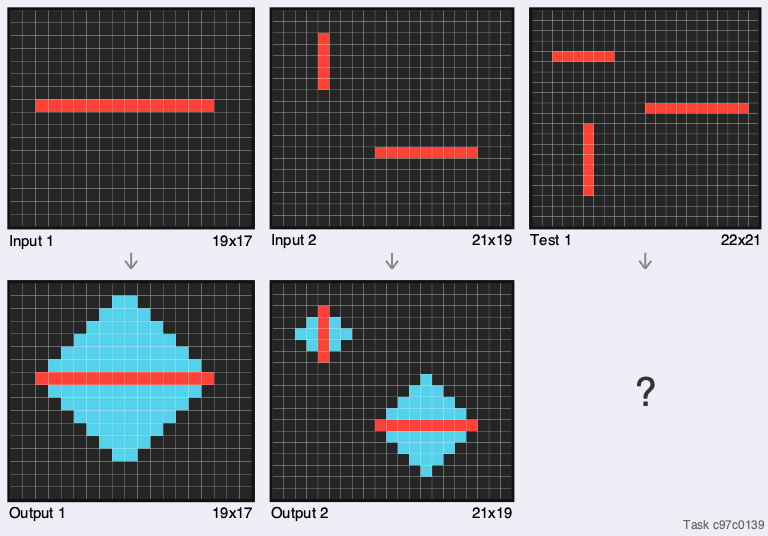 Input 1 19x17
Input 2 21x19
Test 1 22x21
?
Output 1 19x17
Output 2 21x19
Task c97c0139